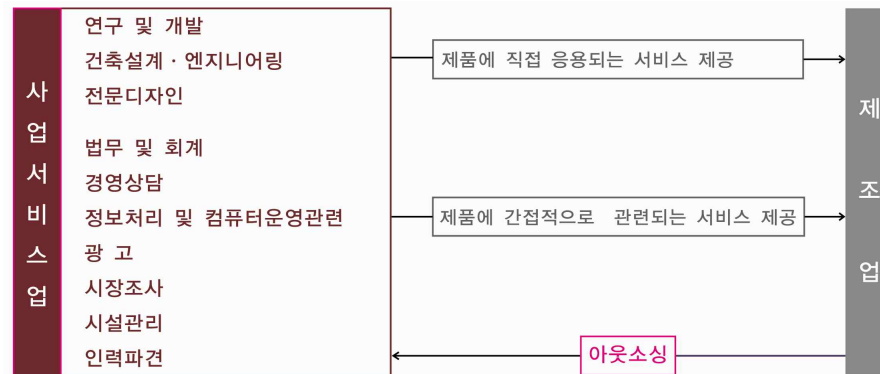 사업서비스업
연구 및 개발
건축설계 · 엔지니어링
전문디자인
법무 및 회계
경영상담
정보처리 및 컴퓨터운영관련
광 고
시장조사
시설관리
인력파견
제품에 직접 응용되는 서비스 제공
제품에 간접적으로 관련되는 서비스 제공
아웃소싱
제조업